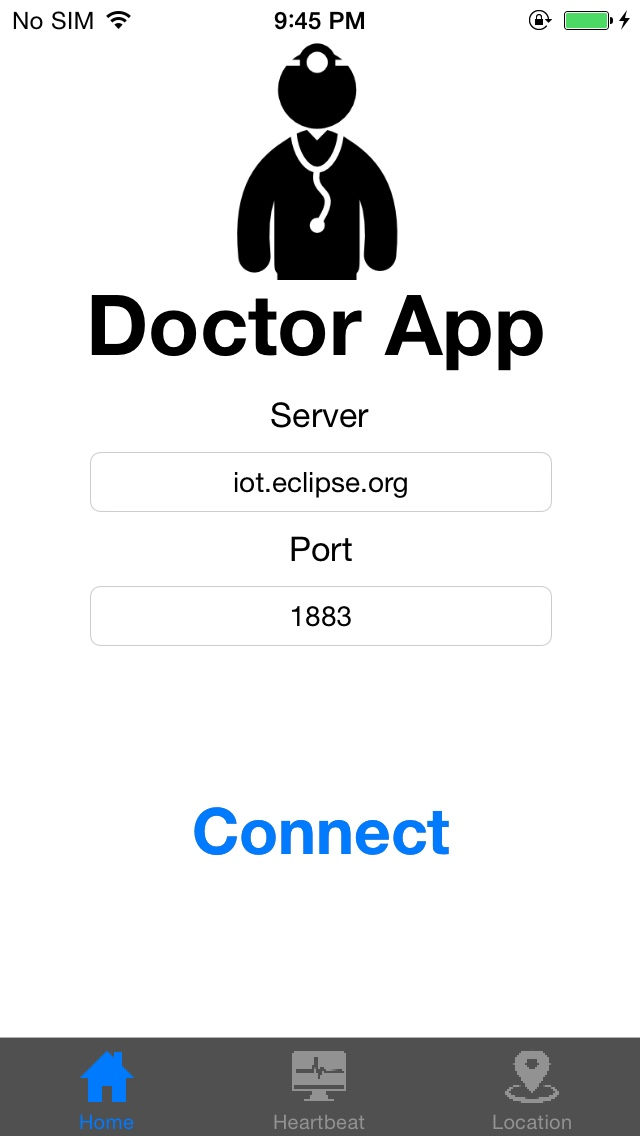 No SIM 9:45 PM
Doctor App
Server
iot.eclipse.org
Port
1883
Connect
Home Heartbeat Location